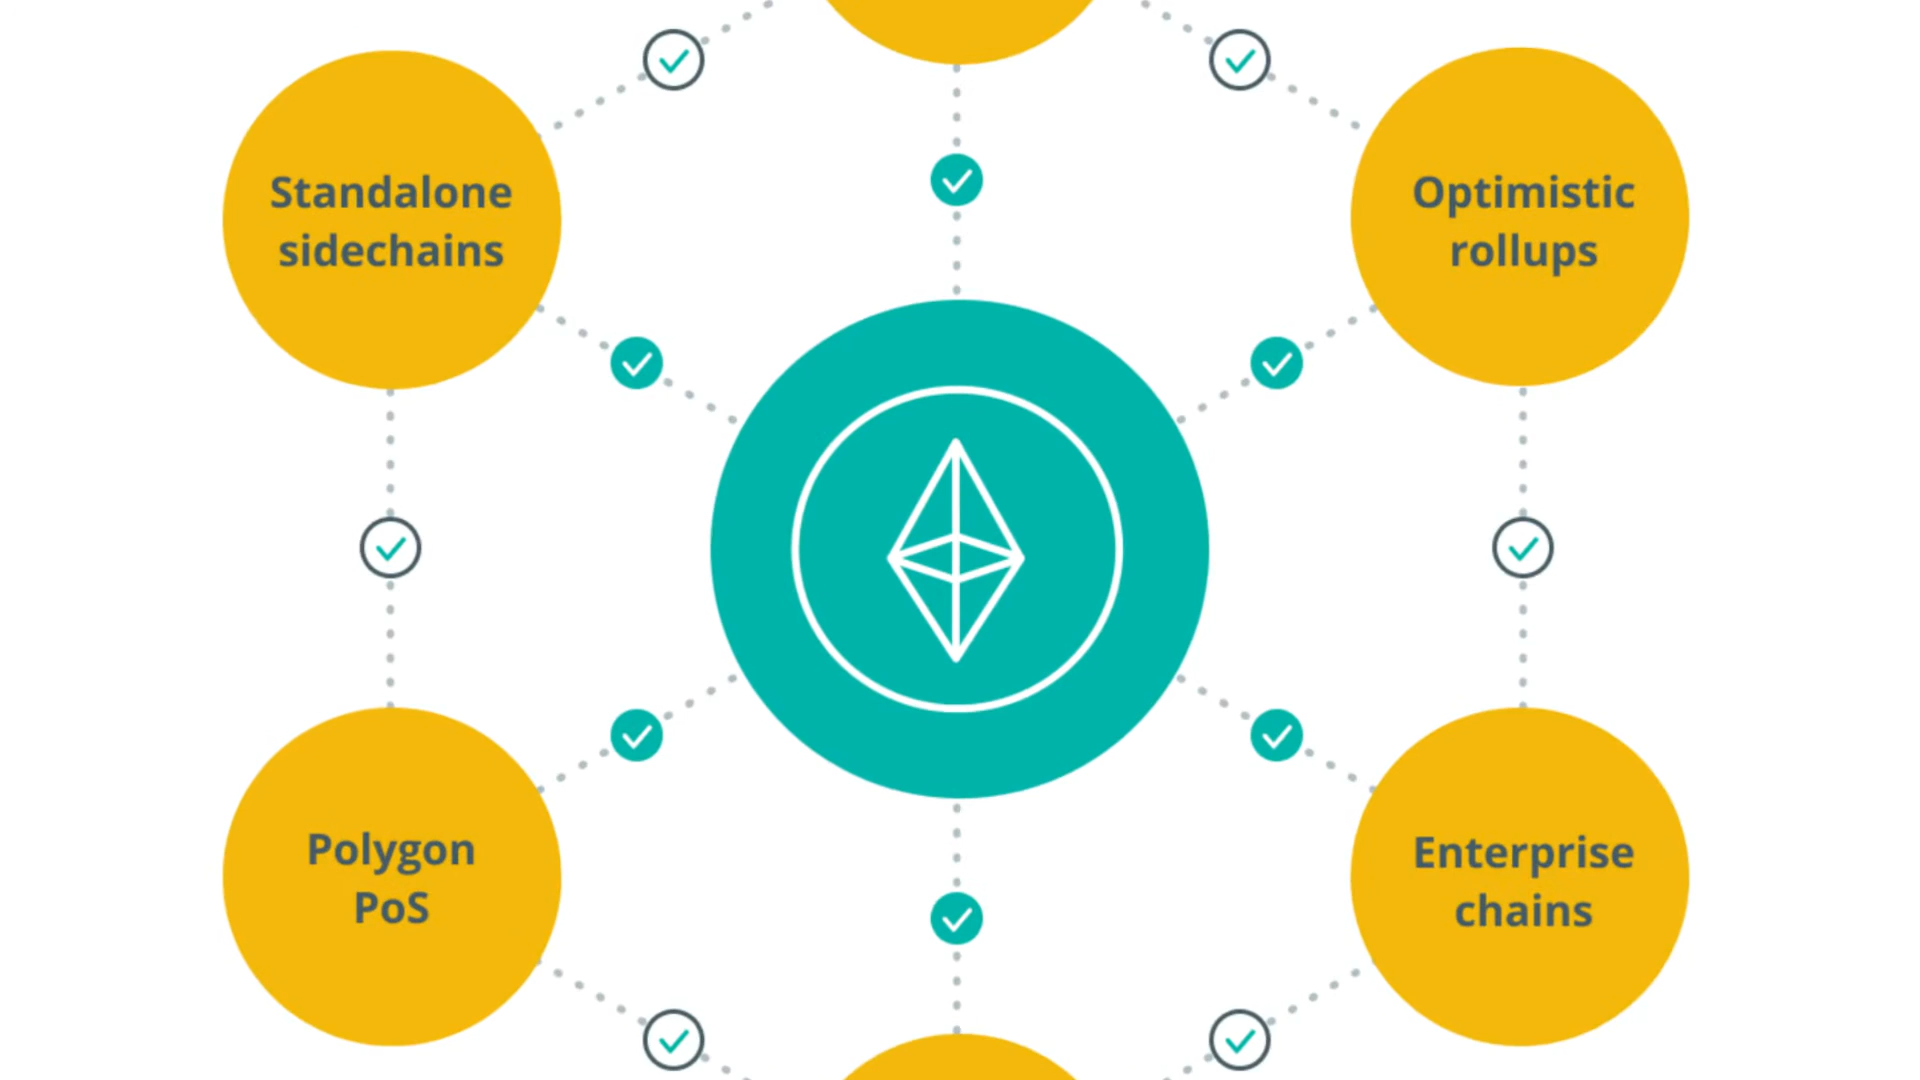 Standalone
sidechains
Optimistic
rollups
Polygon
PoS
Enterprise
chains